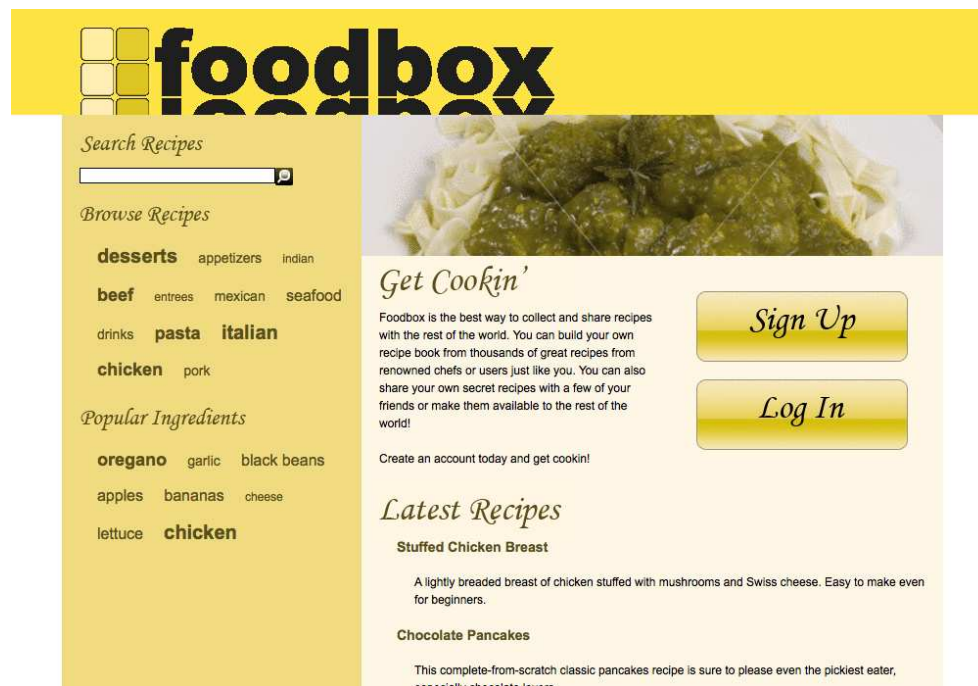 foodbox
Search Recipes
Browse Recipes
desserts appetizers indian
beef entrees mexican seafood
drinks pasta italian
chicken pork
Popular Ingredients
oregano garlic black beans
apples bananas cheese
lettuce chicken
Get Cookin’
Foodbox is the best way to collect and share recipes
with the rest of the world. You can build your own
recipe book from thousands of great recipes from
renowned chefs or users just like you. You can also
share your own secret recipes with a few of your
friends or make them available to the rest of the
world!
Create an account today and get cookin!
Sign Up
Log In
Latest Recipes
Stuffed Chicken Breast
A lightly breaded breast of chicken stuffed with mushrooms and Swiss cheese. Easy to make even
for beginners.
Chocolate Pancakes
This complete-from-scratch classic pancakes recipe is sure to please even the pickiest eater,